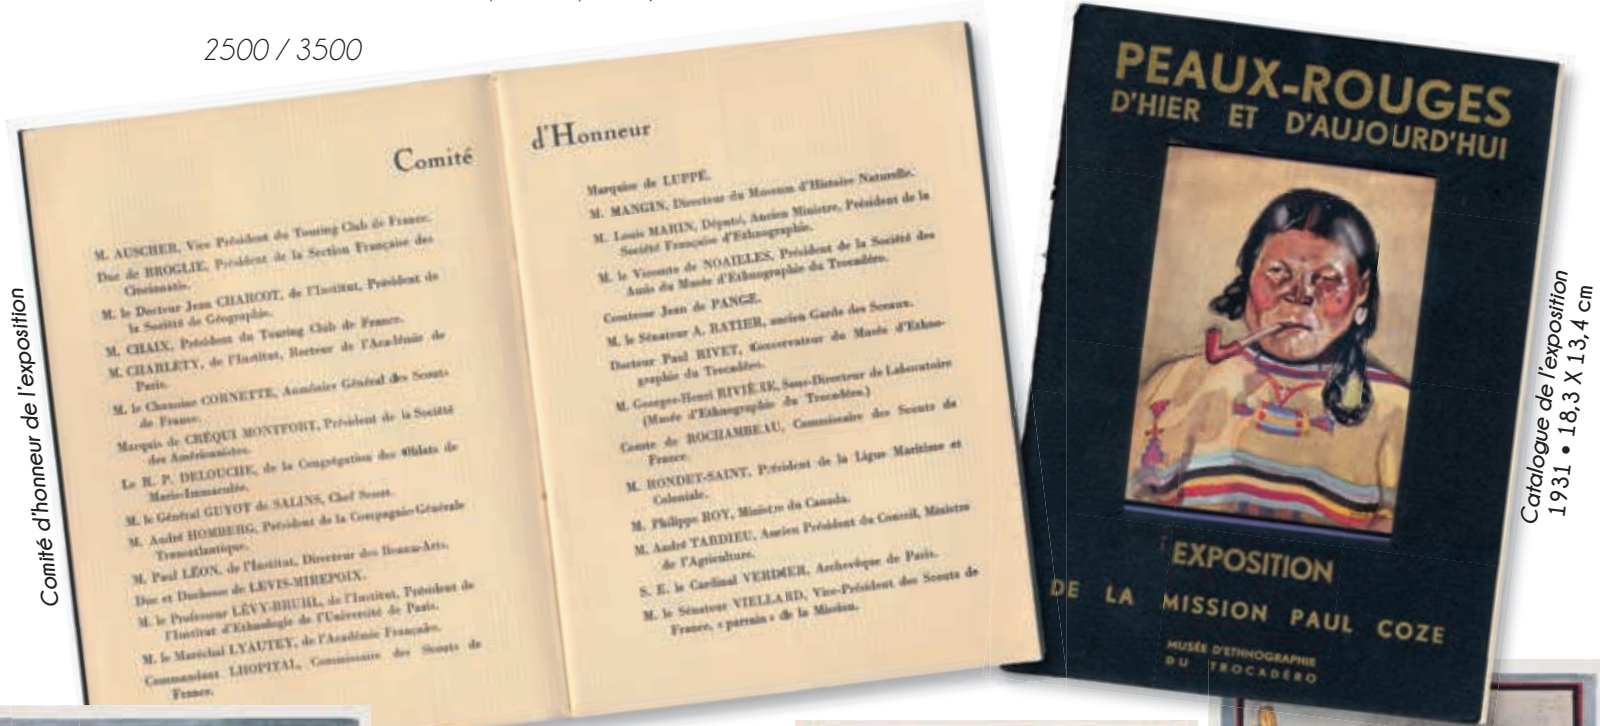 2500 / 3500
Comité d'honneur de l'exposition
Comité
M. AUSCHER, Vice Président du Touring Club de France.
Duc de BROGLIE, Président de la Section Française des
Cincinnatis.
M. le Docteur Jean CHARCOT, de l'Institut, Président de
la Société de Géographie.
M. CHAIX, Président du Touring Club de France.
M. CHARLETY, de l'Institut, Recteur de l'Académie de
Paris.
M. le Chanoine CORNETTE, Aumônier Général des Scouts
de France.
Marquis de CRÉQUI MONTFORT, Président de la Société
des Américanistes.
Le R. P. DELOUCHE, de la Congrégation des Oblats de
Marie-Immaculée.
M. le Général GUYOT de SALINS, Chef Scout.
M. André HOMBERG, Président de la Compagnie Générale
Transatlantique.
M. Paul LÉON, de l'Institut, Directeur des Beaux-Arts.
Duc et Duchesse de LEVIS-MIREPOIX.
M. le Professeur LÉVY-BRUHL, de l'Institut, Président de
l'Institut d'Ethnologie de l'Université de Paris.
M. le Maréchal LYAUTEY, de l'Académie Française.
Commandant LHOPITAL, Commissaire des Scouts de
France.
d'Honneur
Marquise de LUPPÉ.
M. MANGIN, Directeur du Museum d'Histoire Naturelle.
M. Louis MARIN, Député, Ancien Ministre, Président de la
Société Française d'Ethnographie.
M. le Vicomte de NOAILLES, Président de la Société des
Amis du Musée d'Ethnographie du Trocadéro.
Comtesse Jean de PANGE.
M. le Sénateur A. RATIER, ancien Garde des Sceaux.
Docteur Paul RIVET, Conservateur du Musée d'Ethno-
graphie du Trocadéro.
M. Georges-Henri RIVIÈRE, Sous-Directeur de Laboratoire
(Musée d'Ethnographie du Trocadéro.)
Comte de ROCHAMBEAU, Commissaire des Scouts de
France.
M. RONDET-SAINT, Président de la Ligue Maritime et
Coloniale.
M. Philippe ROY, Ministre du Canada.
M. André TARDIEU, Ancien Président du Conseil, Ministre
de l'Agriculture.
S. E. le Cardinal VERDIER, Archevêque de Paris.
M. le Sénateur VIELLARD, Vice-Président des Scouts de
France, « parrain » de la Mission.
PEAUX-ROUGES
D'HIER ET D'AUJOURD'HUI
EXPOSITION
DE LA MISSION PAUL COZE
MUSÉE D'ETHNOGRAPHIE
DU TROCADÉRO
Catalogue de l'exposition
1931 • 18,3 X 13,4 cm